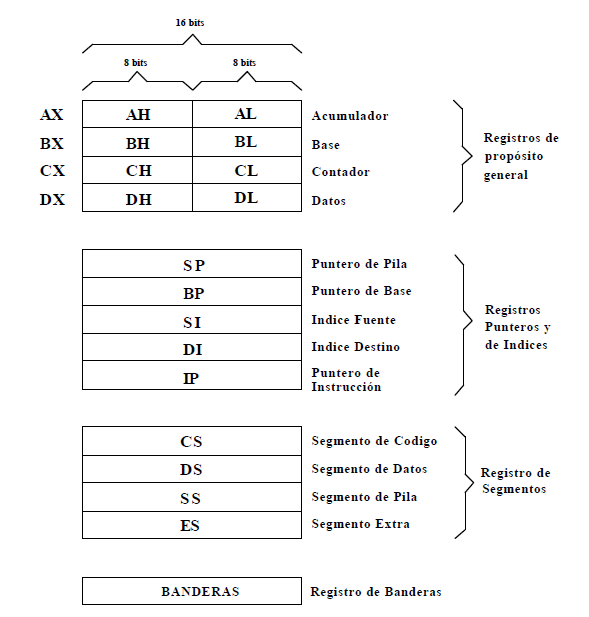 16 bits
8 bits 8 bits
AX AH AL Acumulador
BX BH BL Base
CX CH CL Contador
DX DH DL Datos
Registros de
propósito
general
SP Puntero de Pila
BP Puntero de Base
SI Indice Fuente
DI Indice Destino
IP Puntero de
Instrucción
Registros
Punteros y
de Indices
CS Segmento de Codigo
DS Segmento de Datos
SS Segmento de Pila
ES Segmento Extra
Registro de
Segmentos
BANDERAS Registro de Banderas